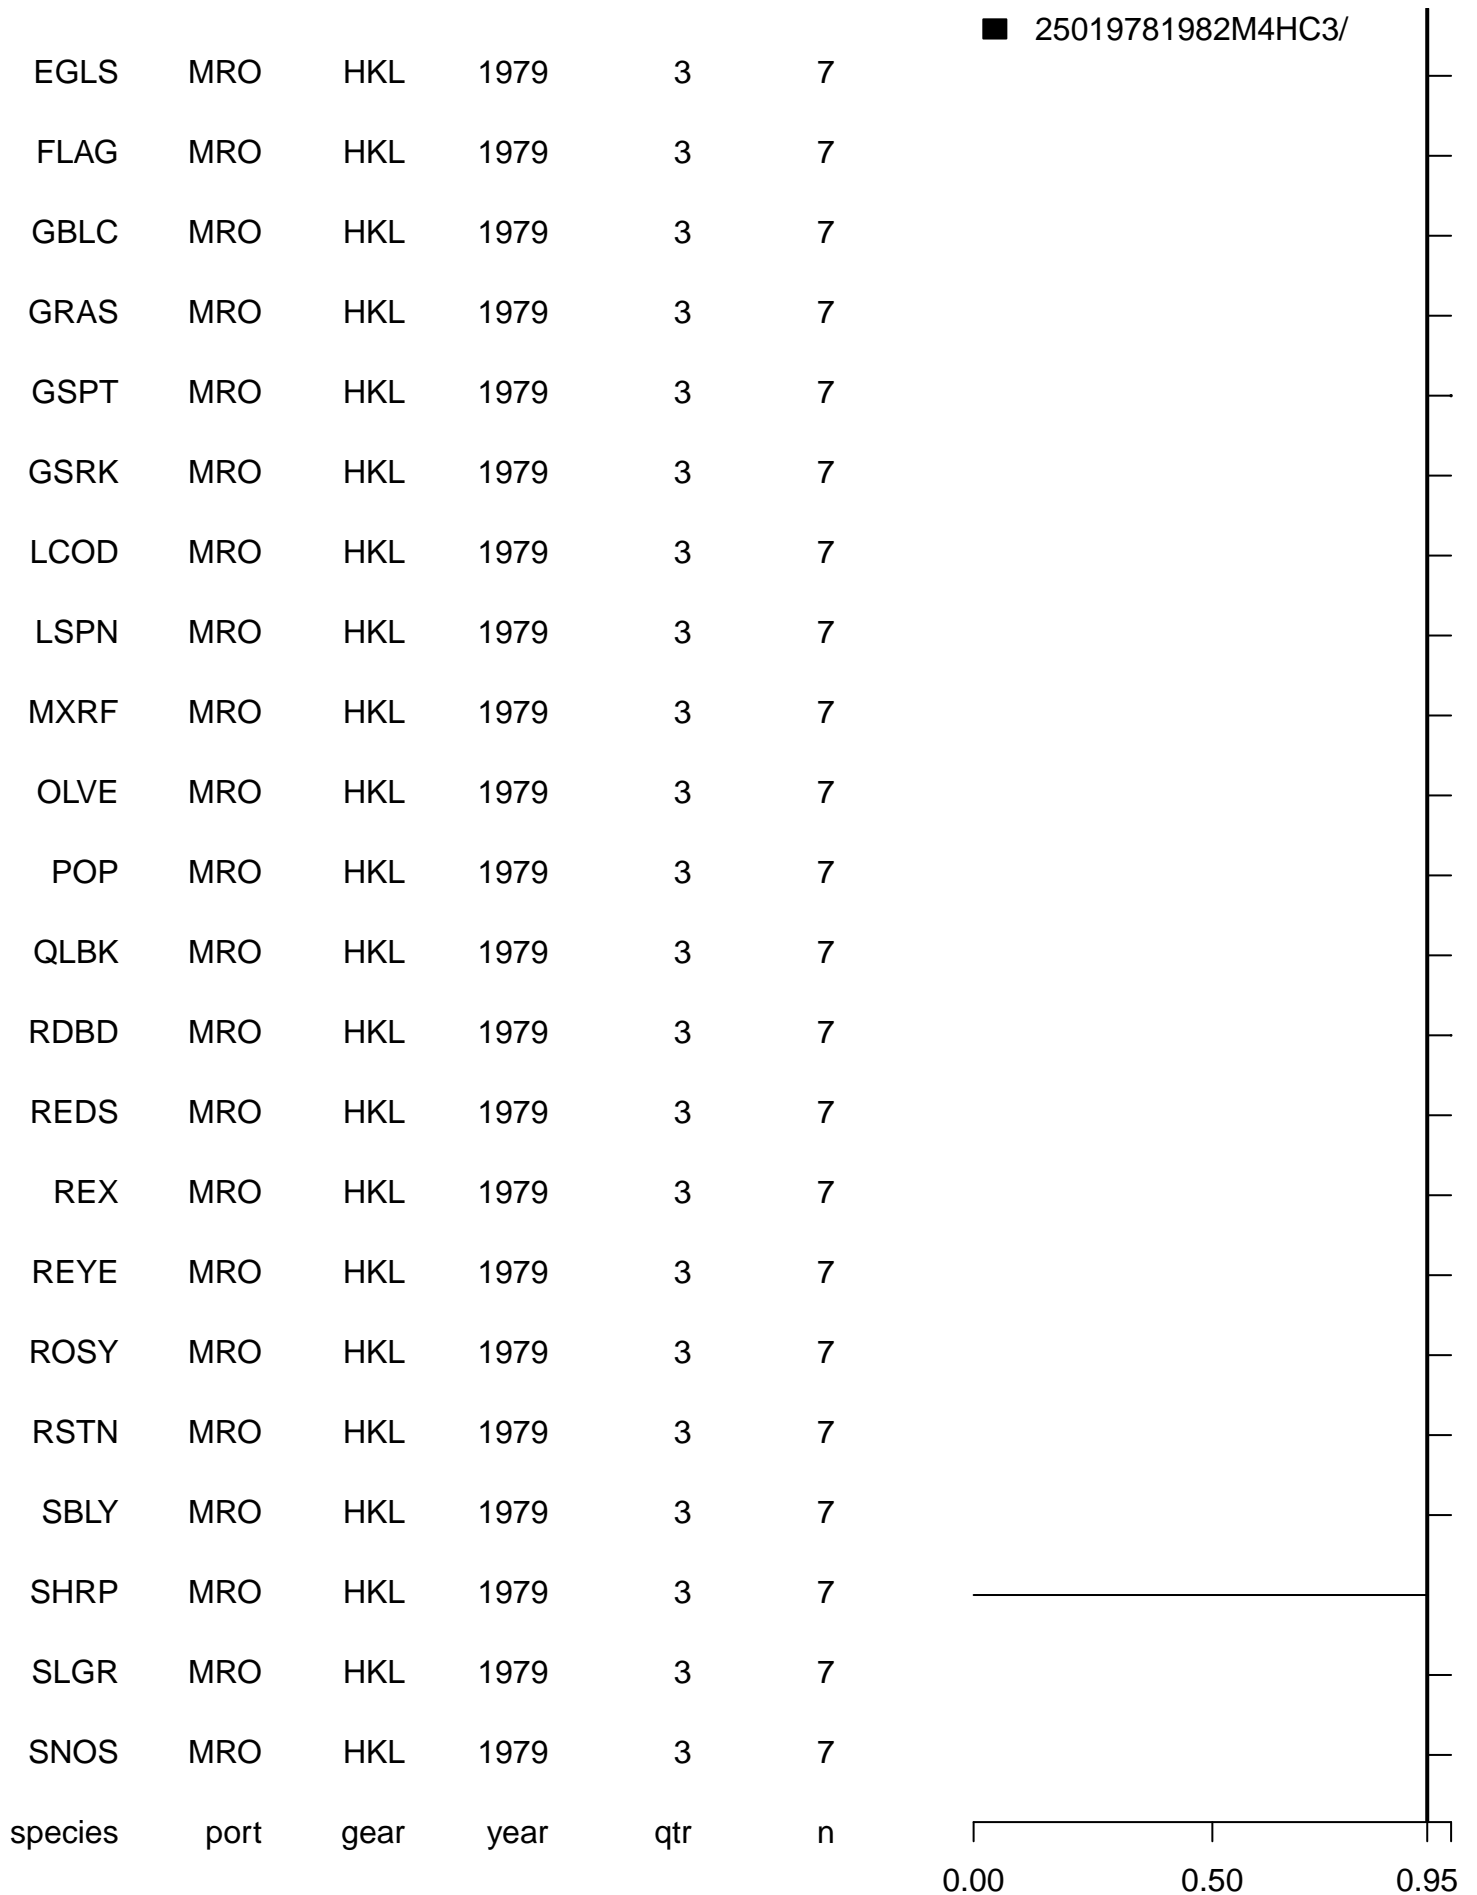 25019781982M4HC3/
EGLS MRO HKL 1979 3 7
FLAG MRO HKL 1979 3 7
GBLC MRO HKL 1979 3 7
GRAS MRO HKL 1979 3 7
GSPT MRO HKL 1979 3 7
GSRK MRO HKL 1979 3 7
LCOD MRO HKL 1979 3 7
LSPN MRO HKL 1979 3 7
MXRF MRO HKL 1979 3 7
OLVE MRO HKL 1979 3 7
POP MRO HKL 1979 3 7
QLBK MRO HKL 1979 3 7
RDBD MRO HKL 1979 3 7
REDS MRO HKL 1979 3 7
REX MRO HKL 1979 3 7
REYE MRO HKL 1979 3 7
ROSY MRO HKL 1979 3 7
RSTN MRO HKL 1979 3 7
SBLY MRO HKL 1979 3 7
SHRP MRO HKL 1979 3 7
SLGR MRO HKL 1979 3 7
SNOS MRO HKL 1979 3 7
species port gear year qtr n
0.00 0.50 0.95